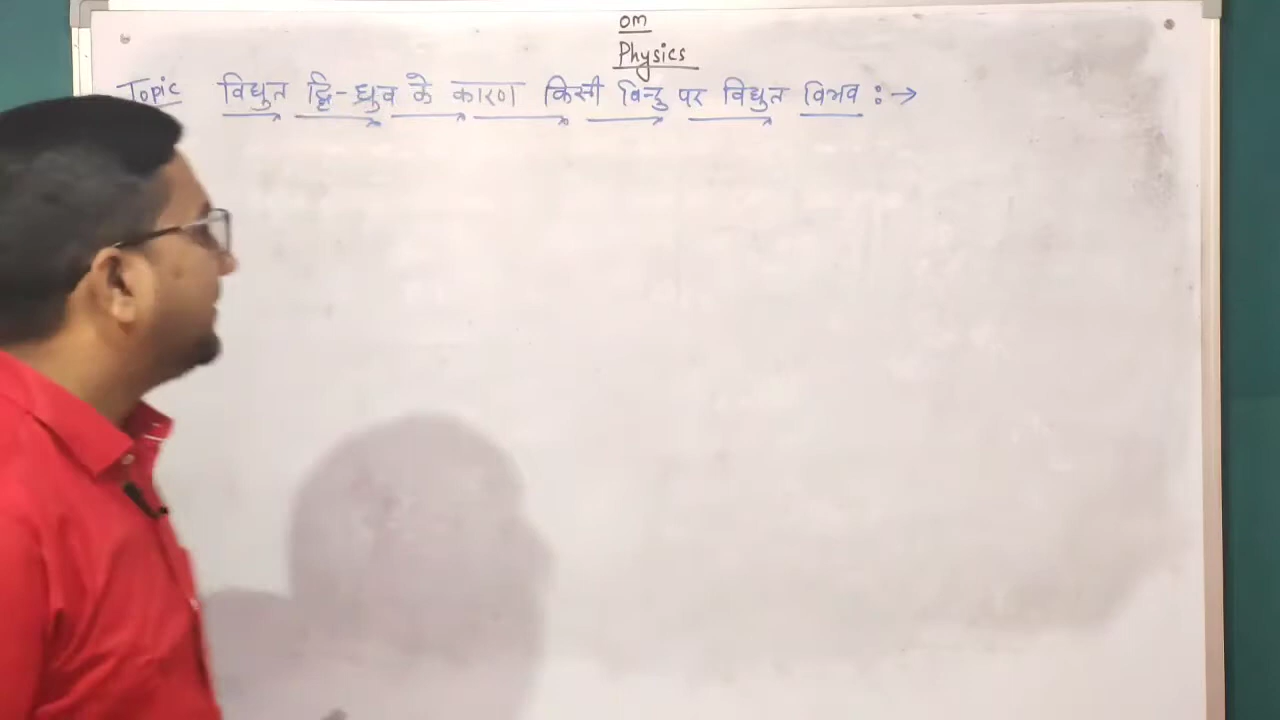 om
Physics
Topic विद्युत द्वि-ध्रुव के कारण किसी बिन्दु पर विद्युत विभव :→